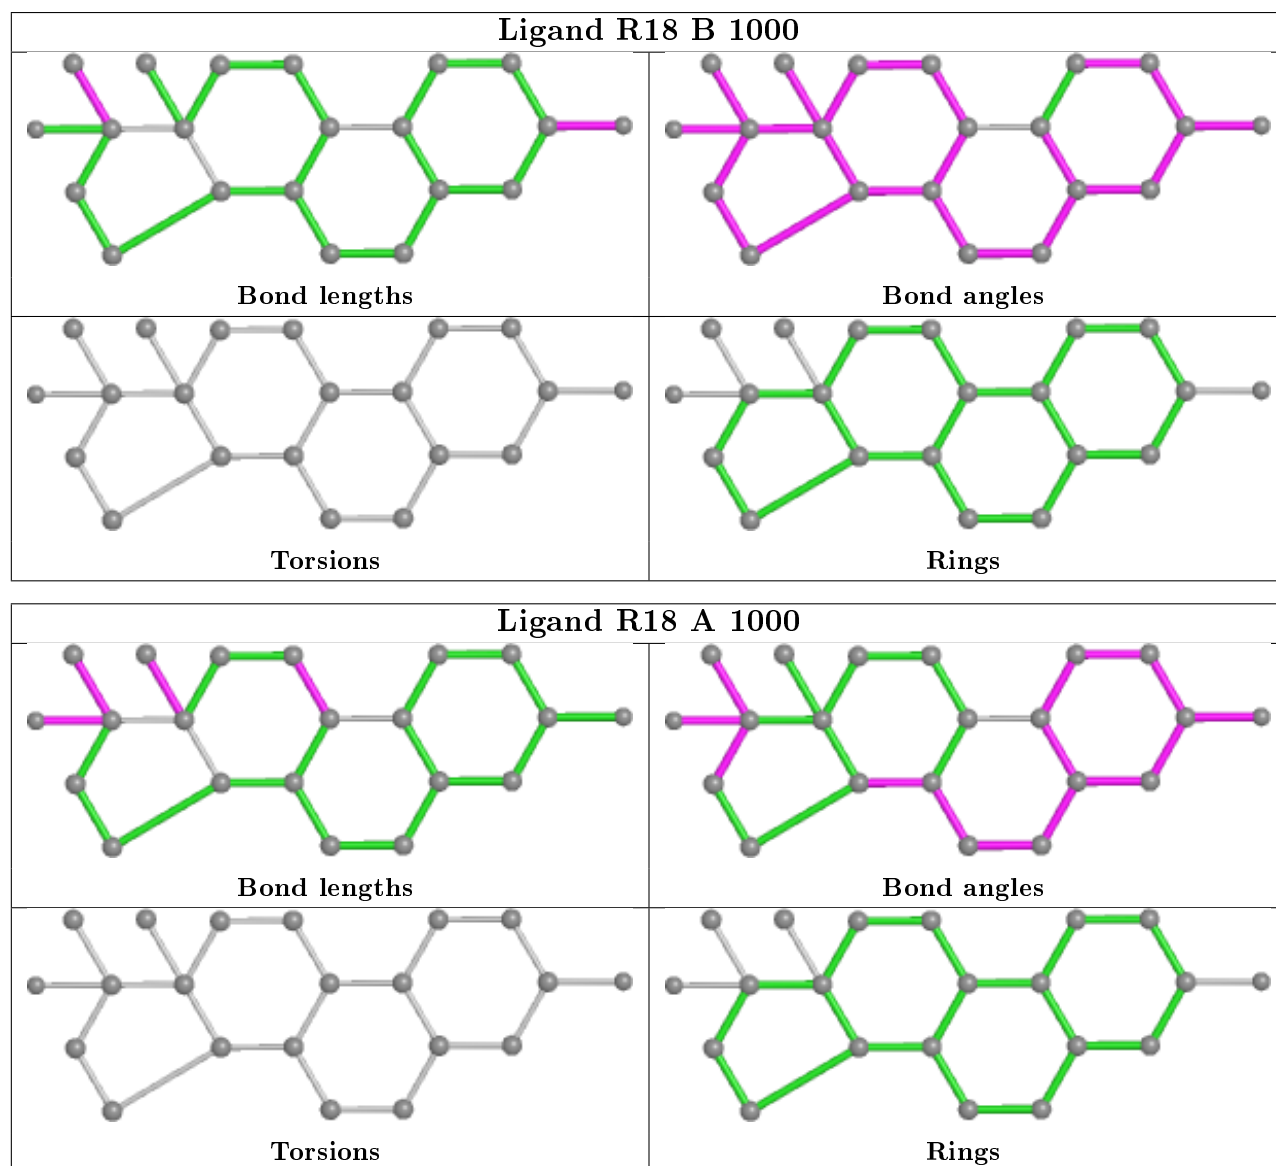 Ligand R18 B 1000
Bond lengths
Bond angles
Torsions
Rings
Ligand R18 A 1000
Bond lengths
Bond angles
Torsions
Rings